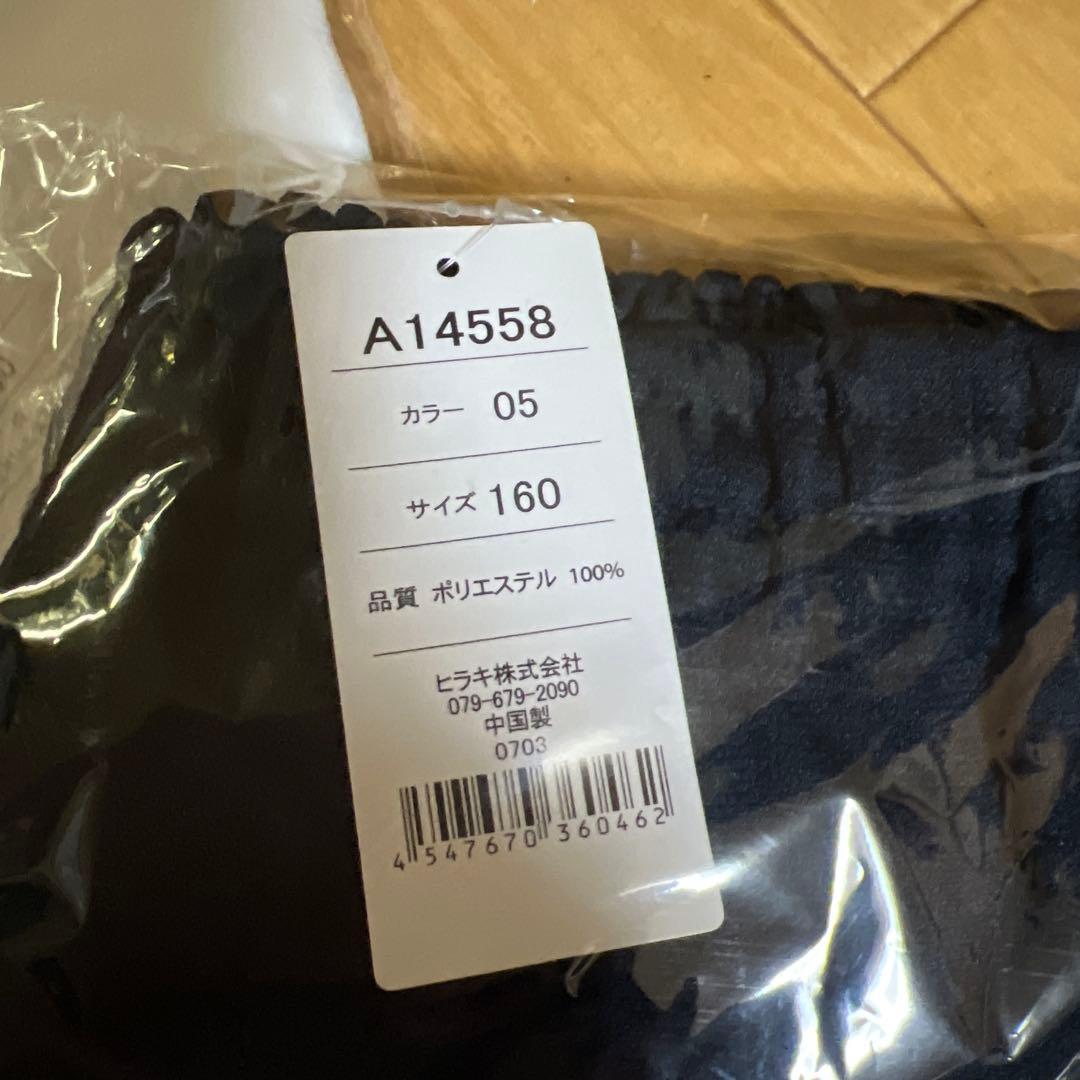 A14558
カラー 05
サイズ 160
品質 ポリエステル 100%
ヒラキ株式会社
079-679-2090
中国製
0703
4 547670 360462